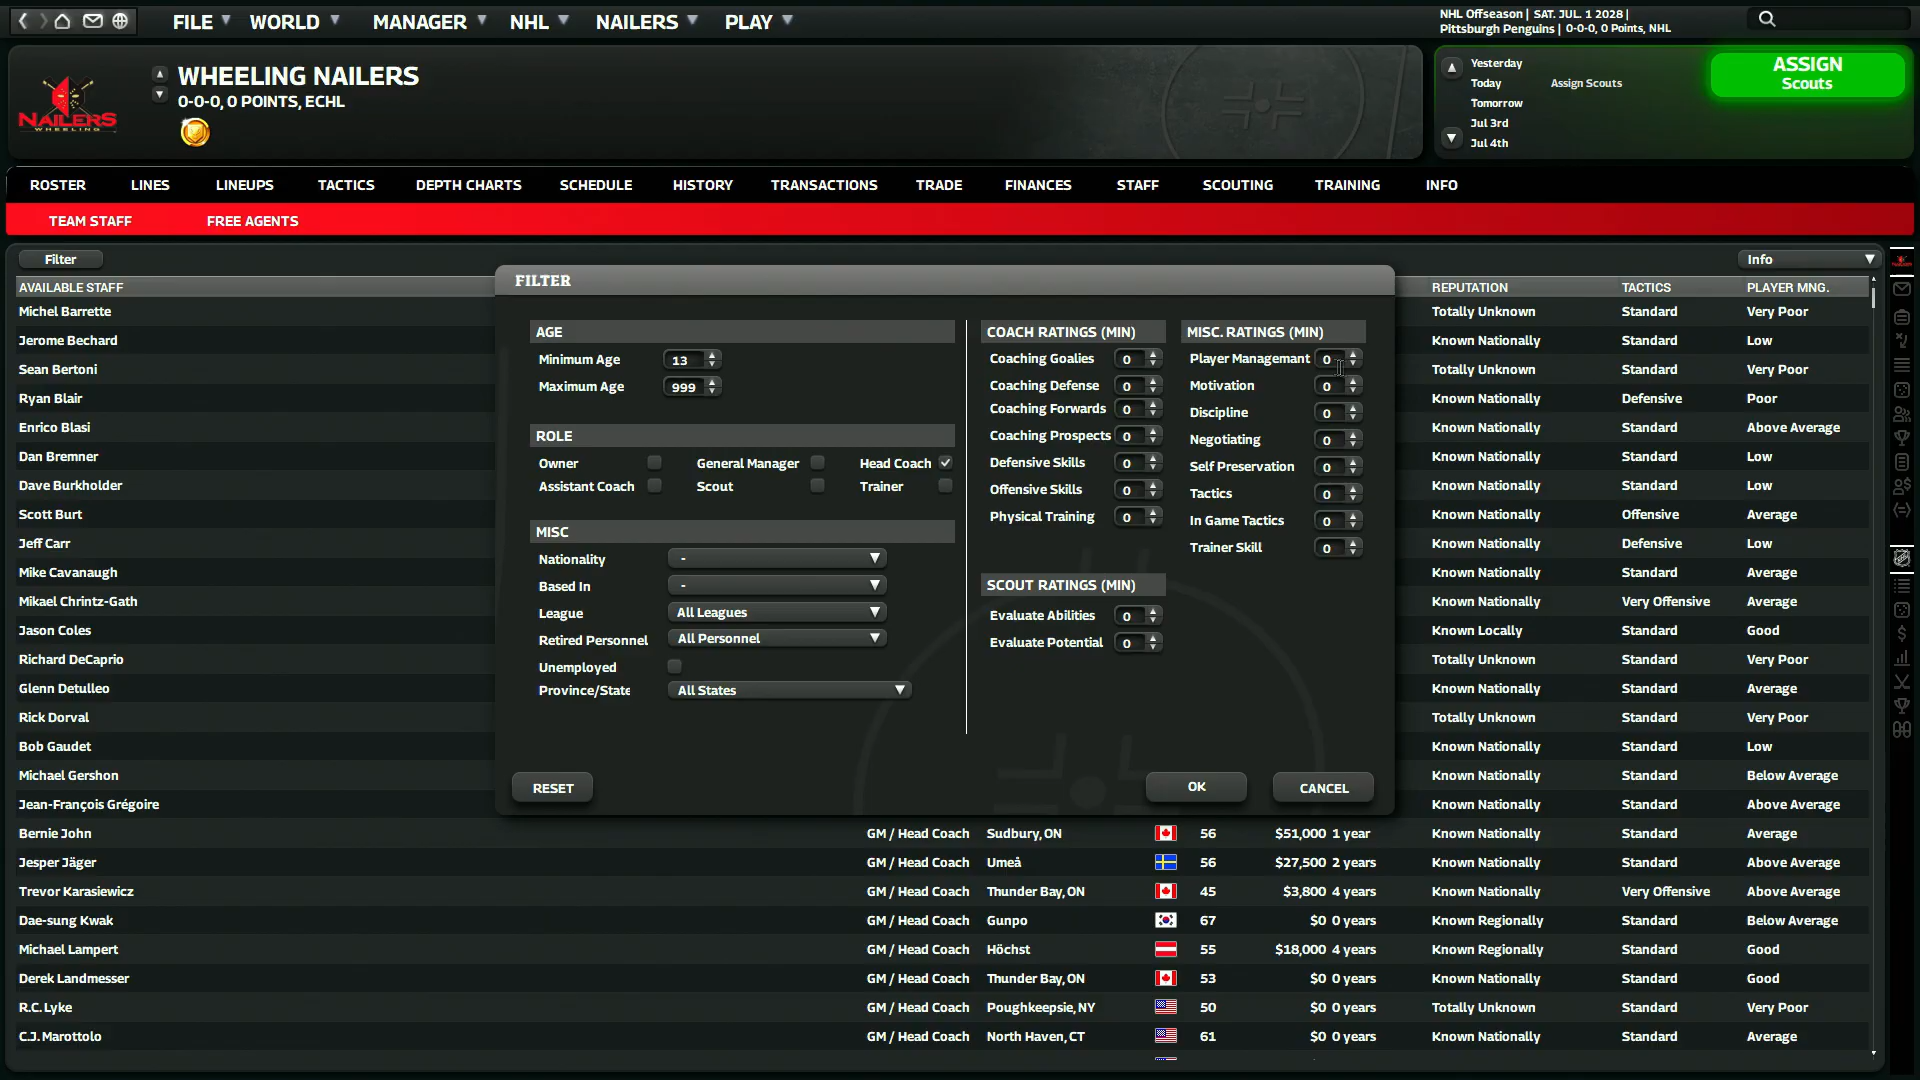 FILE WORLD MANAGER NHL NAILERS PLAY
NHL Offseason | SAT. JUL. 1 2028 |
Pittsburgh Penguins | 0-0-0, 0 Points, NHL
NAILERS
WHEELING
WHEELING NAILERS
0-0-0, 0 POINTS, ECHL
Yesterday
Today Assign Scouts
Tomorrow
Jul 3rd
Jul 4th
ASSIGN
Scouts
ROSTER LINES LINEUPS TACTICS DEPTH CHARTS SCHEDULE HISTORY TRANSACTIONS TRADE FINANCES STAFF SCOUTING TRAINING INFO
TEAM STAFF FREE AGENTS
Filter Info
AVAILABLE STAFF REPUTATION TACTICS PLAYER MNG.
Michel Barrette Totally Unknown Standard Very Poor
Jerome Bechard Known Nationally Standard Low
Sean Bertoni Totally Unknown Standard Very Poor
Ryan Blair Known Nationally Defensive Poor
Enrico Blasi Known Nationally Standard Above Average
Dan Bremner Known Nationally Standard Low
Dave Burkholder Known Nationally Standard Low
Scott Burt Known Nationally Offensive Average
Jeff Carr Known Nationally Defensive Low
Mike Cavanaugh Known Nationally Standard Average
Mikael Chrintz-Gath Known Nationally Very Offensive Average
Jason Coles Known Locally Standard Good
Richard DeCaprio Totally Unknown Standard Very Poor
Glenn Detulleo Known Nationally Standard Average
Rick Dorval Totally Unknown Standard Very Poor
Bob Gaudet Known Nationally Standard Low
Michael Gershon Known Nationally Standard Below Average
Jean-François Grégoire Known Nationally Standard Above Average
Bernie John GM / Head Coach Sudbury, ON 56 $51,000 1 year Known Nationally Standard Average
Jesper Jäger GM / Head Coach Umeå 56 $27,500 2 years Known Nationally Standard Above Average
Trevor Karasiewicz GM / Head Coach Thunder Bay, ON 45 $3,800 4 years Known Nationally Very Offensive Above Average
Dae-sung Kwak GM / Head Coach Gunpo 67 $0 0 years Known Regionally Standard Below Average
Michael Lampert GM / Head Coach Höchst 55 $18,000 4 years Known Regionally Standard Good
Derek Landmesser GM / Head Coach Thunder Bay, ON 53 $0 0 years Known Nationally Standard Good
R.C. Lyke GM / Head Coach Poughkeepsie, NY 50 $0 0 years Totally Unknown Standard Very Poor
C.J. Marottolo GM / Head Coach North Haven, CT 61 $0 0 years Known Nationally Standard Average
FILTER
AGE
Minimum Age 13
Maximum Age 999
ROLE
Owner General Manager Head Coach
Assistant Coach Scout Trainer
MISC
Nationality -
Based In -
League All Leagues
Retired Personnel All Personnel
Unemployed
Province/State All States
COACH RATINGS (MIN)
Coaching Goalies 0
Coaching Defense 0
Coaching Forwards 0
Coaching Prospects 0
Defensive Skills 0
Offensive Skills 0
Physical Training 0
SCOUT RATINGS (MIN)
Evaluate Abilities 0
Evaluate Potential 0
MISC. RATINGS (MIN)
Player Managemant 0
Motivation 0
Discipline 0
Negotiating 0
Self Preservation 0
Tactics 0
In Game Tactics 0
Trainer Skill 0
RESET OK CANCEL